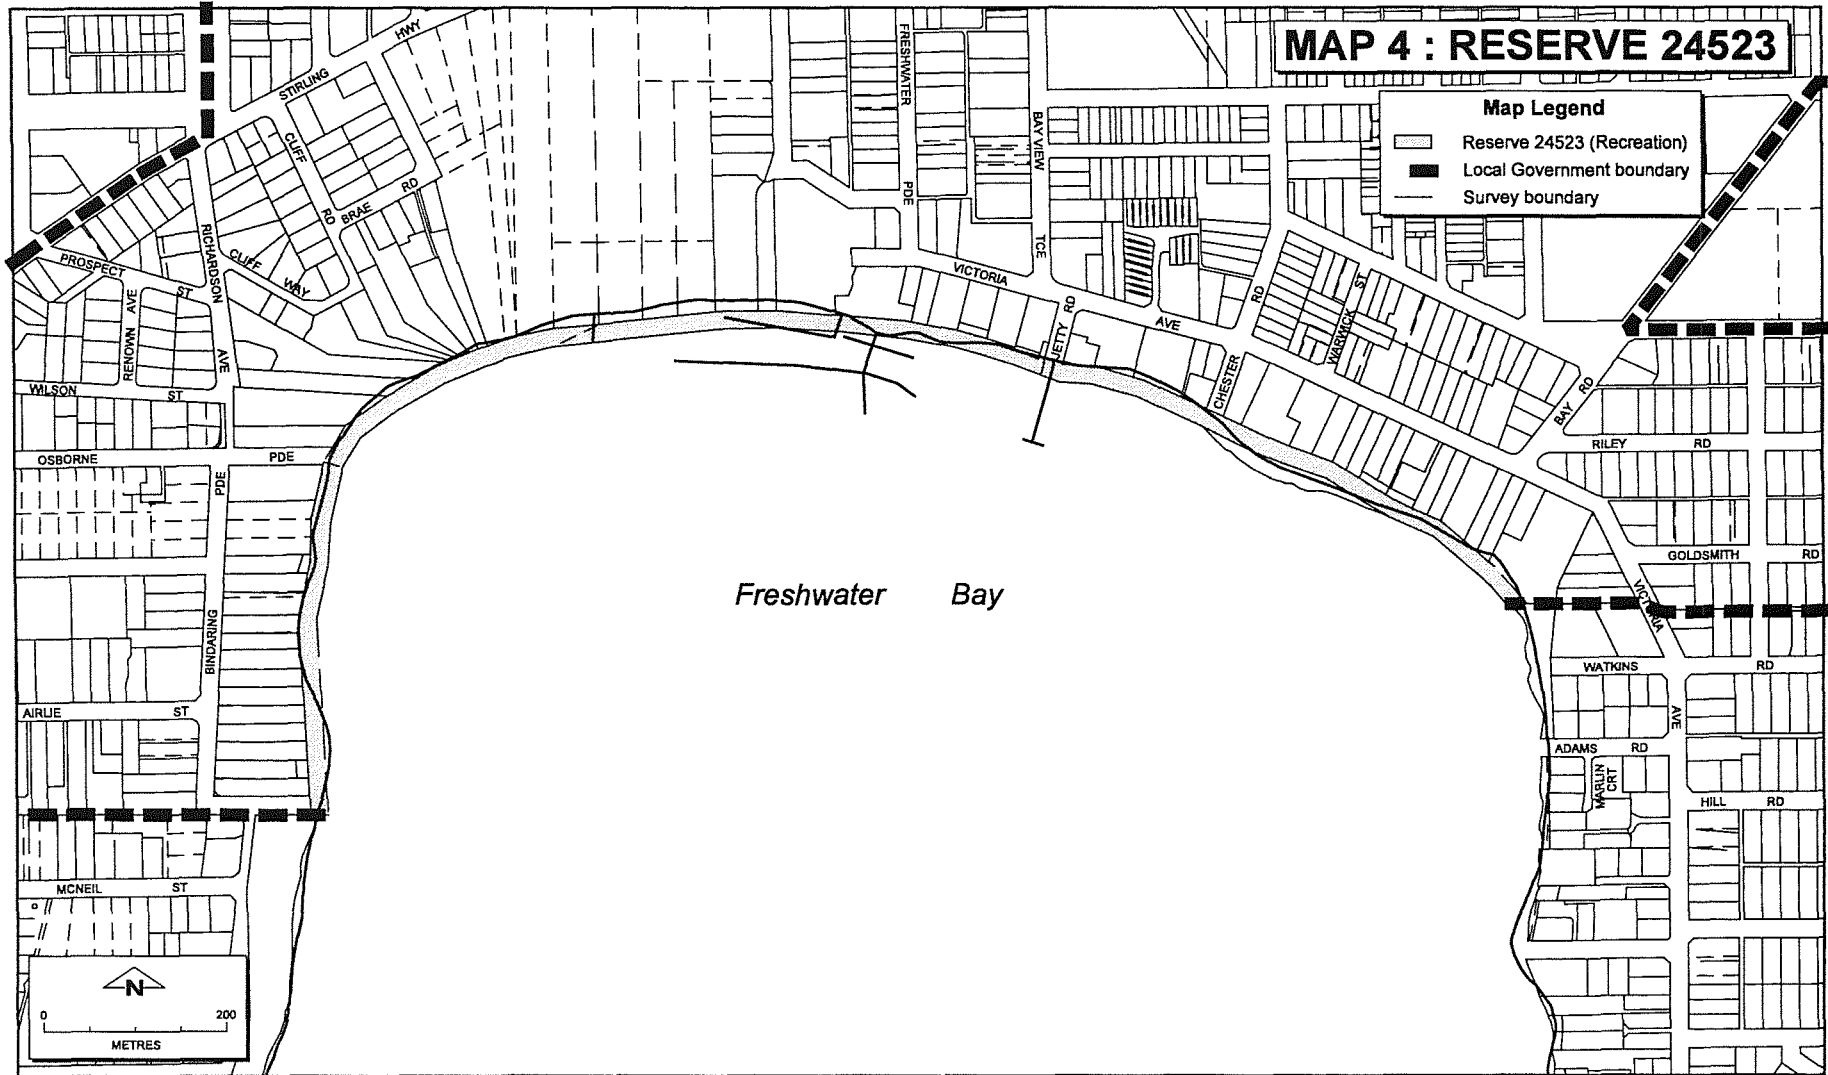 MAP 4 : RESERVE 24523
Map Legend
Reserve 24523 (Recreation)
Local Government boundary
Survey boundary
STIRLING
HWY
FRESHWATER
PDE
BAY VIEW
TCE
CLIFF
RD
BRAE
RD
RICHARDSON
AVE
CLIFF
WAY
PROSPECT
ST
RENOWN
AVE
WILSON
ST
VICTORIA
AVE
JETTY
RD
CHESTER
RD
WARWICK
ST
BAY
RD
RILEY
RD
OSBORNE
PDE
BINDARING
PDE
GOLDSMITH
RD
Freshwater Bay
VICTORIA
AVE
WATKINS
RD
AIRLIE
ST
ADAMS
RD
MARLIN
CRT
HILL
RD
MCNEIL
ST
N
0
200
METRES